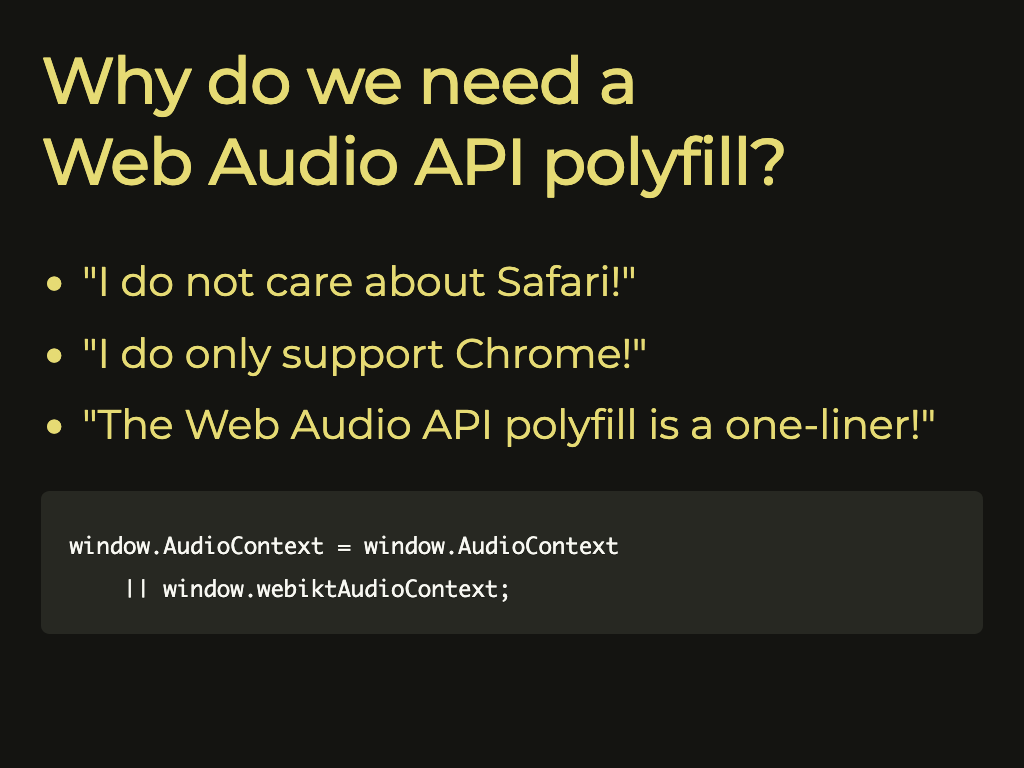 Why do we need a
Web Audio API polyfill?
• "I do not care about Safari!"
• "I do only support Chrome!"
• "The Web Audio API polyfill is a one-liner!"
window.AudioContext = window.AudioContext
    || window.webiktAudioContext;